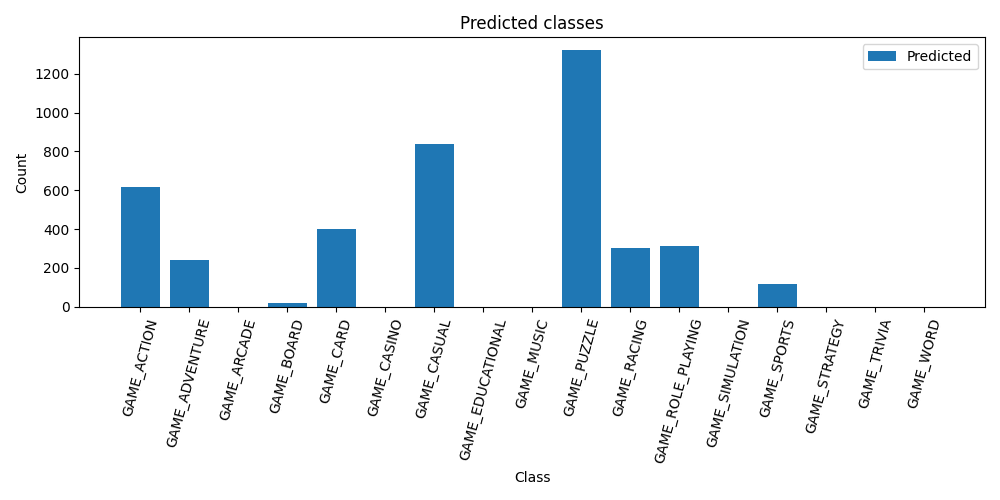 Predicted classes
Predicted
Count
1200
1000
800
600
400
200
0
GAME_ACTION
GAME_ADVENTURE
GAME_ARCADE
GAME_BOARD
GAME_CARD
GAME_CASINO
GAME_CASUAL
GAME_EDUCATIONAL
GAME_MUSIC
GAME_PUZZLE
GAME_RACING
GAME_ROLE_PLAYING
GAME_SIMULATION
GAME_SPORTS
GAME_STRATEGY
GAME_TRIVIA
GAME_WORD
Class